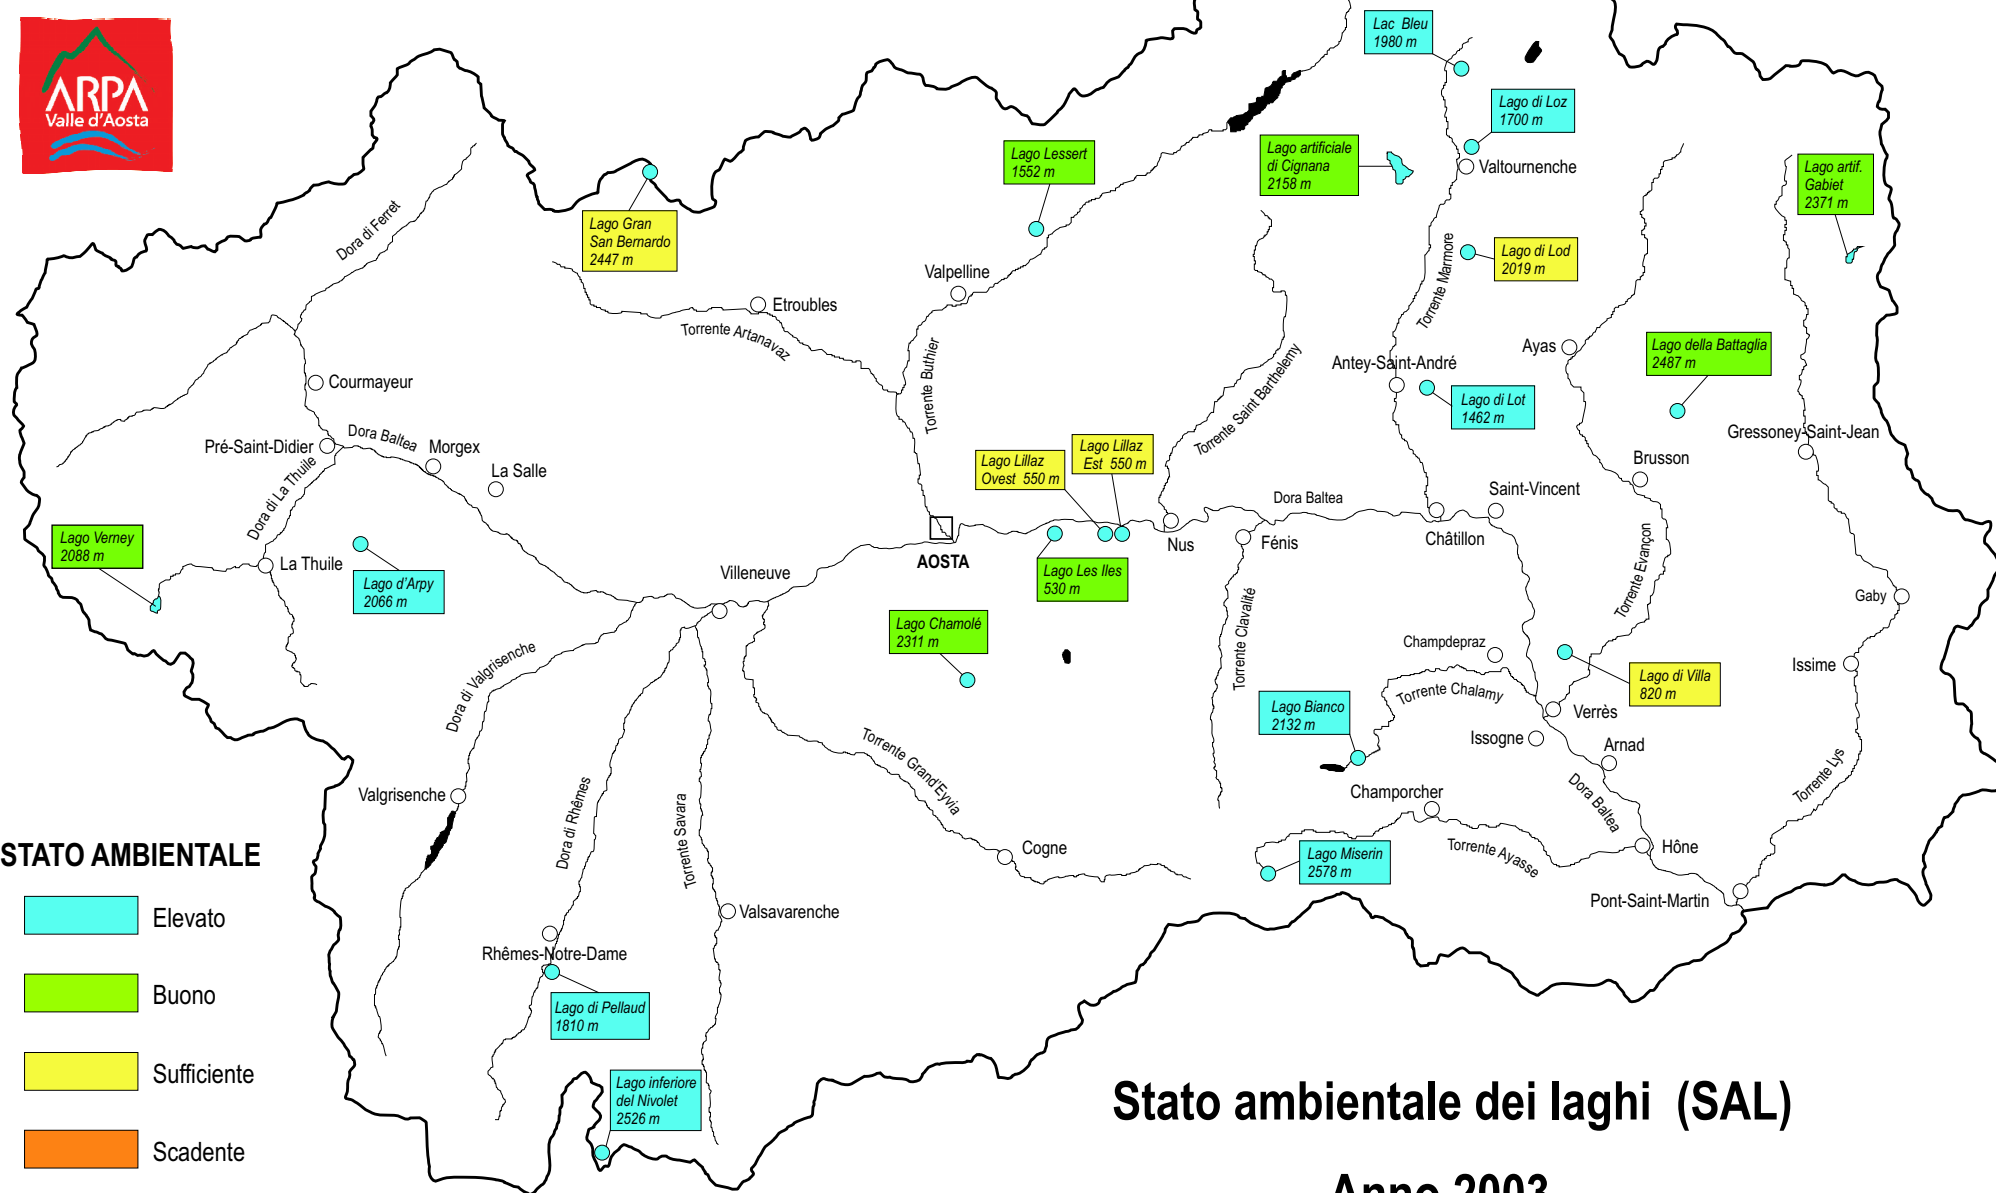 ARPA
Valle d'Aosta
Lac Bleu
1980 m
Lago di Loz
1700 m
Lago artificiale
di Cignana
2158 m
Valtournenche
Lago Lessert
1552 m
Lago artif.
Gabiet
2371 m
Lago Gran
San Bernardo
2447 m
Dora di Ferret
Lago di Lod
2019 m
Valpelline
Etroubles
Torrente Artanavaz
Torrente Buthier
Torrente Saint Barthelemy
Torrente Marmore
Ayas
Lago della Battaglia
2487 m
Antey-Saint-André
Lago di Lot
1462 m
Courmayeur
Pré-Saint-Didier
Dora Baltea
Morgex
La Salle
Dora di La Thuile
Gressoney-Saint-Jean
Brusson
Lago Lillaz
Ovest 550 m
Lago Lillaz
Est 550 m
Dora Baltea
Saint-Vincent
Lago Verney
2088 m
La Thuile
Lago d'Arpy
2066 m
Villeneuve
AOSTA
Nus
Fénis
Châtillon
Lago Les Iles
530 m
Torrente Evançon
Torrente Clavalité
Gaby
Lago Chamolé
2311 m
Champdepraz
Issime
Dora di Valgrisenche
Lago di Villa
820 m
Lago Bianco
2132 m
Torrente Chalamy
Verrès
Issogne
Arnad
Torrente Grand'Eyvia
Torrente Lys
Valgrisenche
Dora di Rhêmes
Torrente Savara
Champorcher
Dora Baltea
Cogne
Torrente Ayasse
Hône
Lago Miserin
2578 m
Pont-Saint-Martin
Valsavarenche
Rhêmes-Notre-Dame
Lago di Pellaud
1810 m
Lago inferiore
del Nivolet
2526 m
STATO AMBIENTALE
Elevato
Buono
Sufficiente
Scadente
Stato ambientale dei laghi (SAL)
Anno 2003